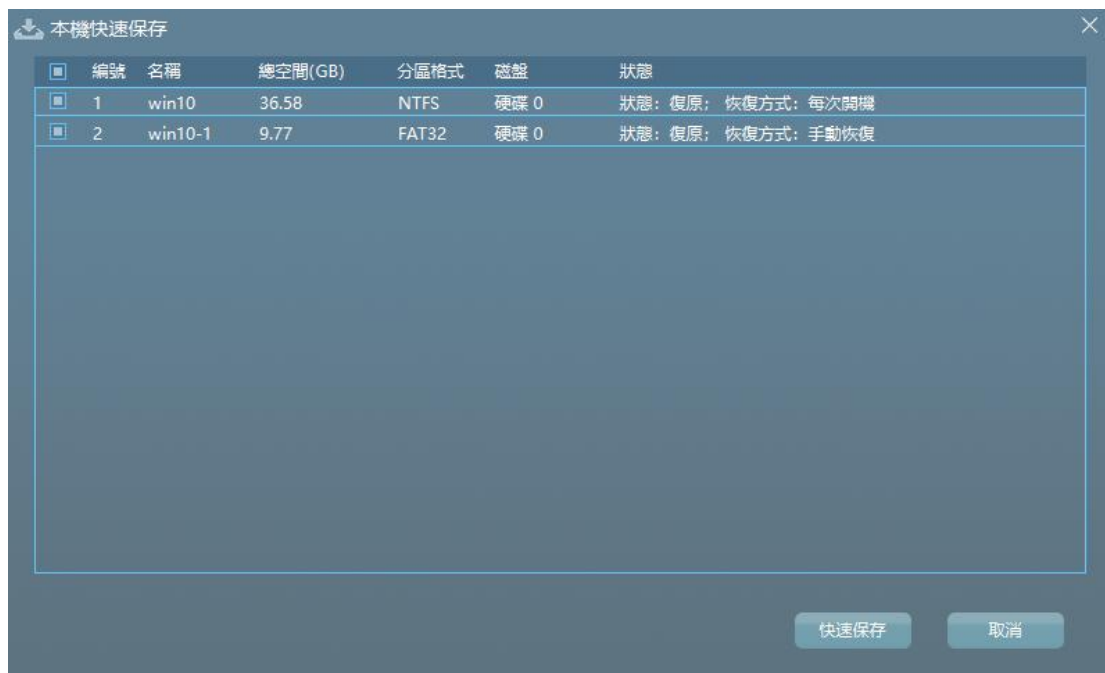 本機快速保存
編號 名稱 總空間(GB) 分區格式 磁盤 狀態
1 win10 36.58 NTFS 硬碟 0 狀態: 復原; 恢復方式: 每次開機
2 win10-1 9.77 FAT32 硬碟 0 狀態: 復原; 恢復方式: 手動恢復
快速保存 取消